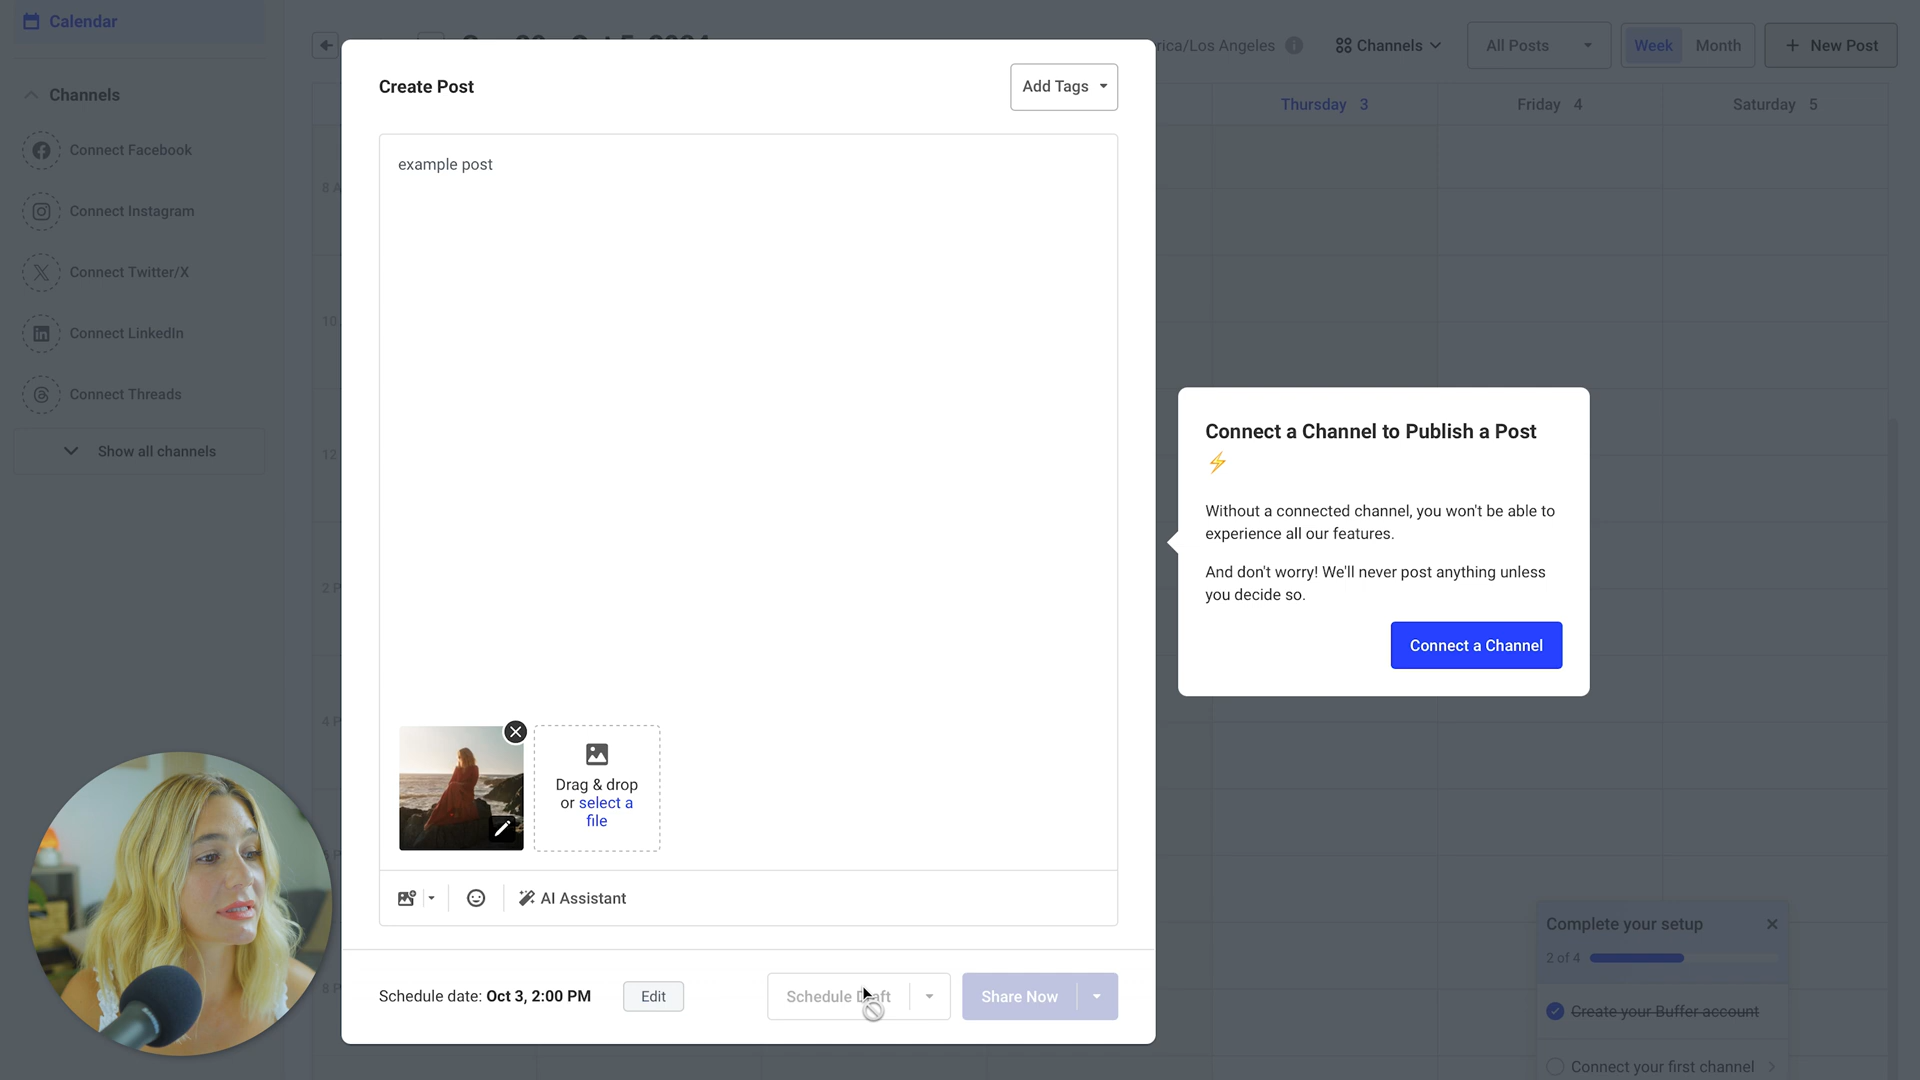 Calendar
Channels
Connect Facebook
Connect Instagram
Connect Twitter/X
Connect LinkedIn
Connect Threads
Show all channels
Create Post
Add Tags
example post
Drag & drop
or select a
file
AI Assistant
Schedule date: Oct 3, 2:00 PM
Edit
Schedule
Share Now
rica/Los Angeles
Channels
All Posts
Week
Month
New Post
Thursday 3
Friday 4
Saturday 5
8 A
10
12
2 P
4 P
8 P
Connect a Channel to Publish a Post
⚡
Without a connected channel, you won't be able to
experience all our features.
And don't worry! We'll never post anything unless
you decide so.
Connect a Channel
Complete your setup
2 of 4
Create your Buffer account
Connect your first channel